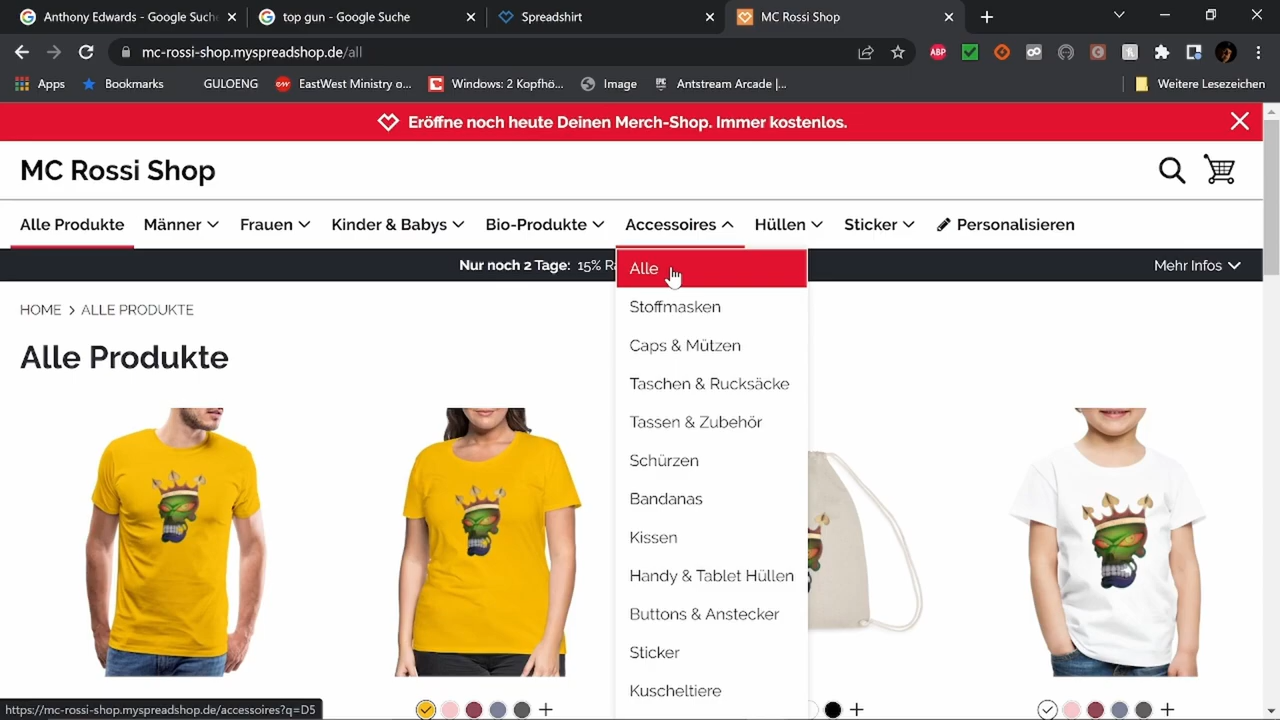 Anthony Edwards - Google Suche
top gun - Google Suche
Spreadshirt
MC Rossi Shop
mc-rossi-shop.myspreadshop.de/all
ABP
Apps
Bookmarks
GULOENG
EastWest Ministry o...
Windows: 2 Kopfhö...
Image
Antstream Arcade |...
Weitere Lesezeichen
Eröffne noch heute Deinen Merch-Shop. Immer kostenlos.
MC Rossi Shop
Alle Produkte
Männer
Frauen
Kinder & Babys
Bio-Produkte
Accessoires
Hüllen
Sticker
Personalisieren
Nur noch 2 Tage: 15% Ra
Mehr Infos
Alle
Stoffmasken
Caps & Mützen
Taschen & Rucksäcke
Tassen & Zubehör
Schürzen
Bandanas
Kissen
Handy & Tablet Hüllen
Buttons & Anstecker
Sticker
Kuscheltiere
HOME > ALLE PRODUKTE
Alle Produkte
https://mc-rossi-shop.myspreadshop.de/accessoires?q=D5